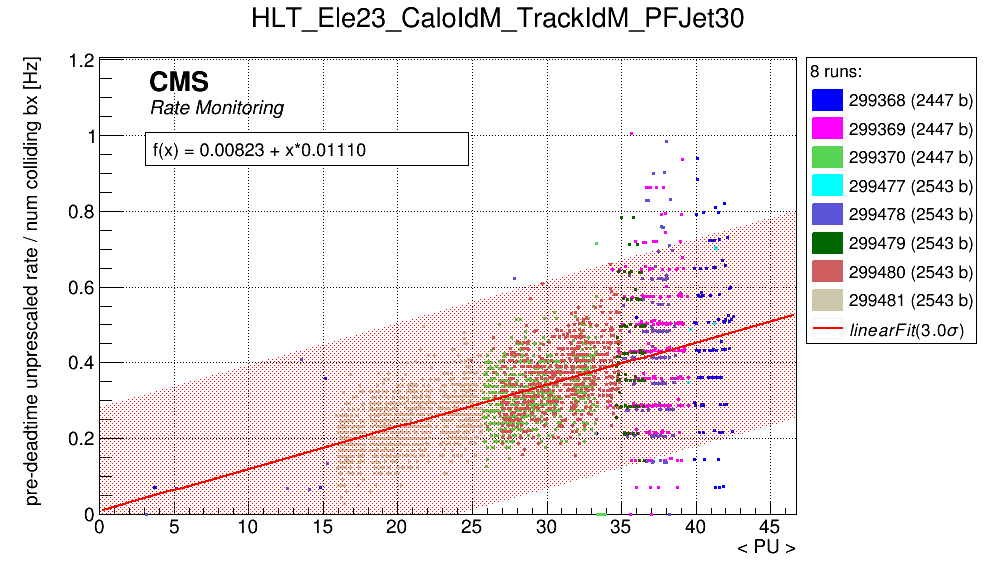 HLT_Ele23_CaloIdM_TrackIdM_PFJet30
pre-deadtime unprescaled rate / num colliding bx [Hz]
1.2
1
0.8
0.6
0.4
0.2
0
CMS
Rate Monitoring
f(x) = 0.00823 + x*0.01110
0 5 10 15 20 25 30 35 40 45
< PU >
8 runs:
299368 (2447 b)
299369 (2447 b)
299370 (2447 b)
299477 (2543 b)
299478 (2543 b)
299479 (2543 b)
299480 (2543 b)
299481 (2543 b)
linearFit(3.0σ)